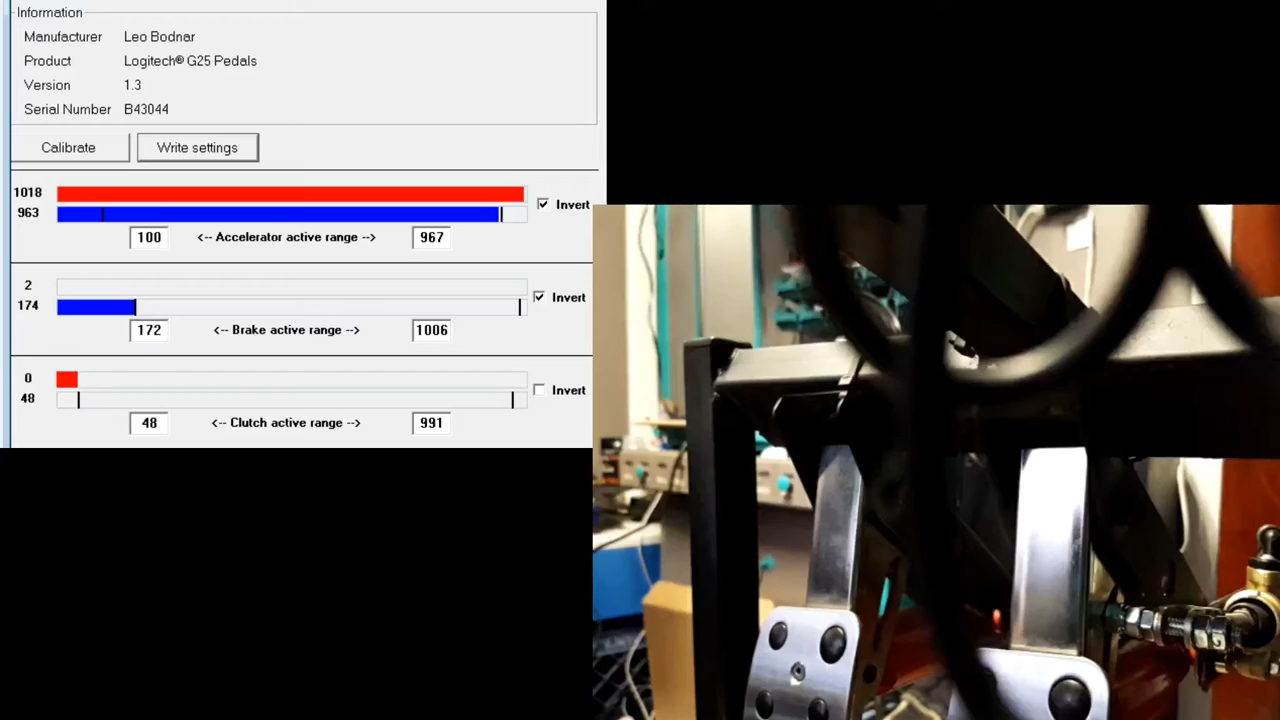 Information
Manufacturer Leo Bodnar
Product Logitech® G25 Pedals
Version 1.3
Serial Number B43044
Calibrate Write settings
1018
963 Invert
100 <-- Accelerator active range --> 967
2
174 Invert
172 <-- Brake active range --> 1006
0
48 Invert
48 <-- Clutch active range --> 991